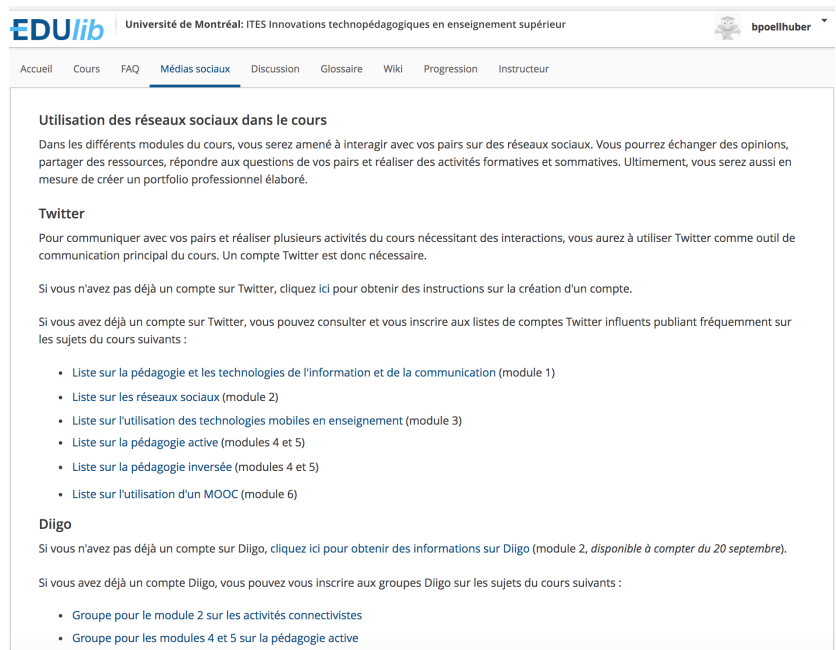 EDUlib
Université de Montréal: ITES Innovations technopédagogiques en enseignement supérieur
bpoellhuber
Accueil Cours FAQ Médias sociaux Discussion Glossaire Wiki Progression Instructeur
Utilisation des réseaux sociaux dans le cours
Dans les différents modules du cours, vous serez amené à interagir avec vos pairs sur des réseaux sociaux. Vous pourrez échanger des opinions,
partager des ressources, répondre aux questions de vos pairs et réaliser des activités formatives et sommatives. Ultimement, vous serez aussi en
mesure de créer un portfolio professionnel élaboré.
Twitter
Pour communiquer avec vos pairs et réaliser plusieurs activités du cours nécessitant des interactions, vous aurez à utiliser Twitter comme outil de
communication principal du cours. Un compte Twitter est donc nécessaire.
Si vous n'avez pas déjà un compte sur Twitter, cliquez ici pour obtenir des instructions sur la création d'un compte.
Si vous avez déjà un compte sur Twitter, vous pouvez consulter et vous inscrire aux listes de comptes Twitter influents publiant fréquemment sur
les sujets du cours suivants :
• Liste sur la pédagogie et les technologies de l'information et de la communication (module 1)
• Liste sur les réseaux sociaux (module 2)
• Liste sur l'utilisation des technologies mobiles en enseignement (module 3)
• Liste sur la pédagogie active (modules 4 et 5)
• Liste sur la pédagogie inversée (modules 4 et 5)
• Liste sur l'utilisation d'un MOOC (module 6)
Diigo
Si vous n'avez pas déjà un compte sur Diigo, cliquez ici pour obtenir des informations sur Diigo (module 2, disponible à compter du 20 septembre).
Si vous avez déjà un compte Diigo, vous pouvez vous inscrire aux groupes Diigo sur les sujets du cours suivants :
• Groupe pour le module 2 sur les activités connectivistes
• Groupe pour les modules 4 et 5 sur la pédagogie active